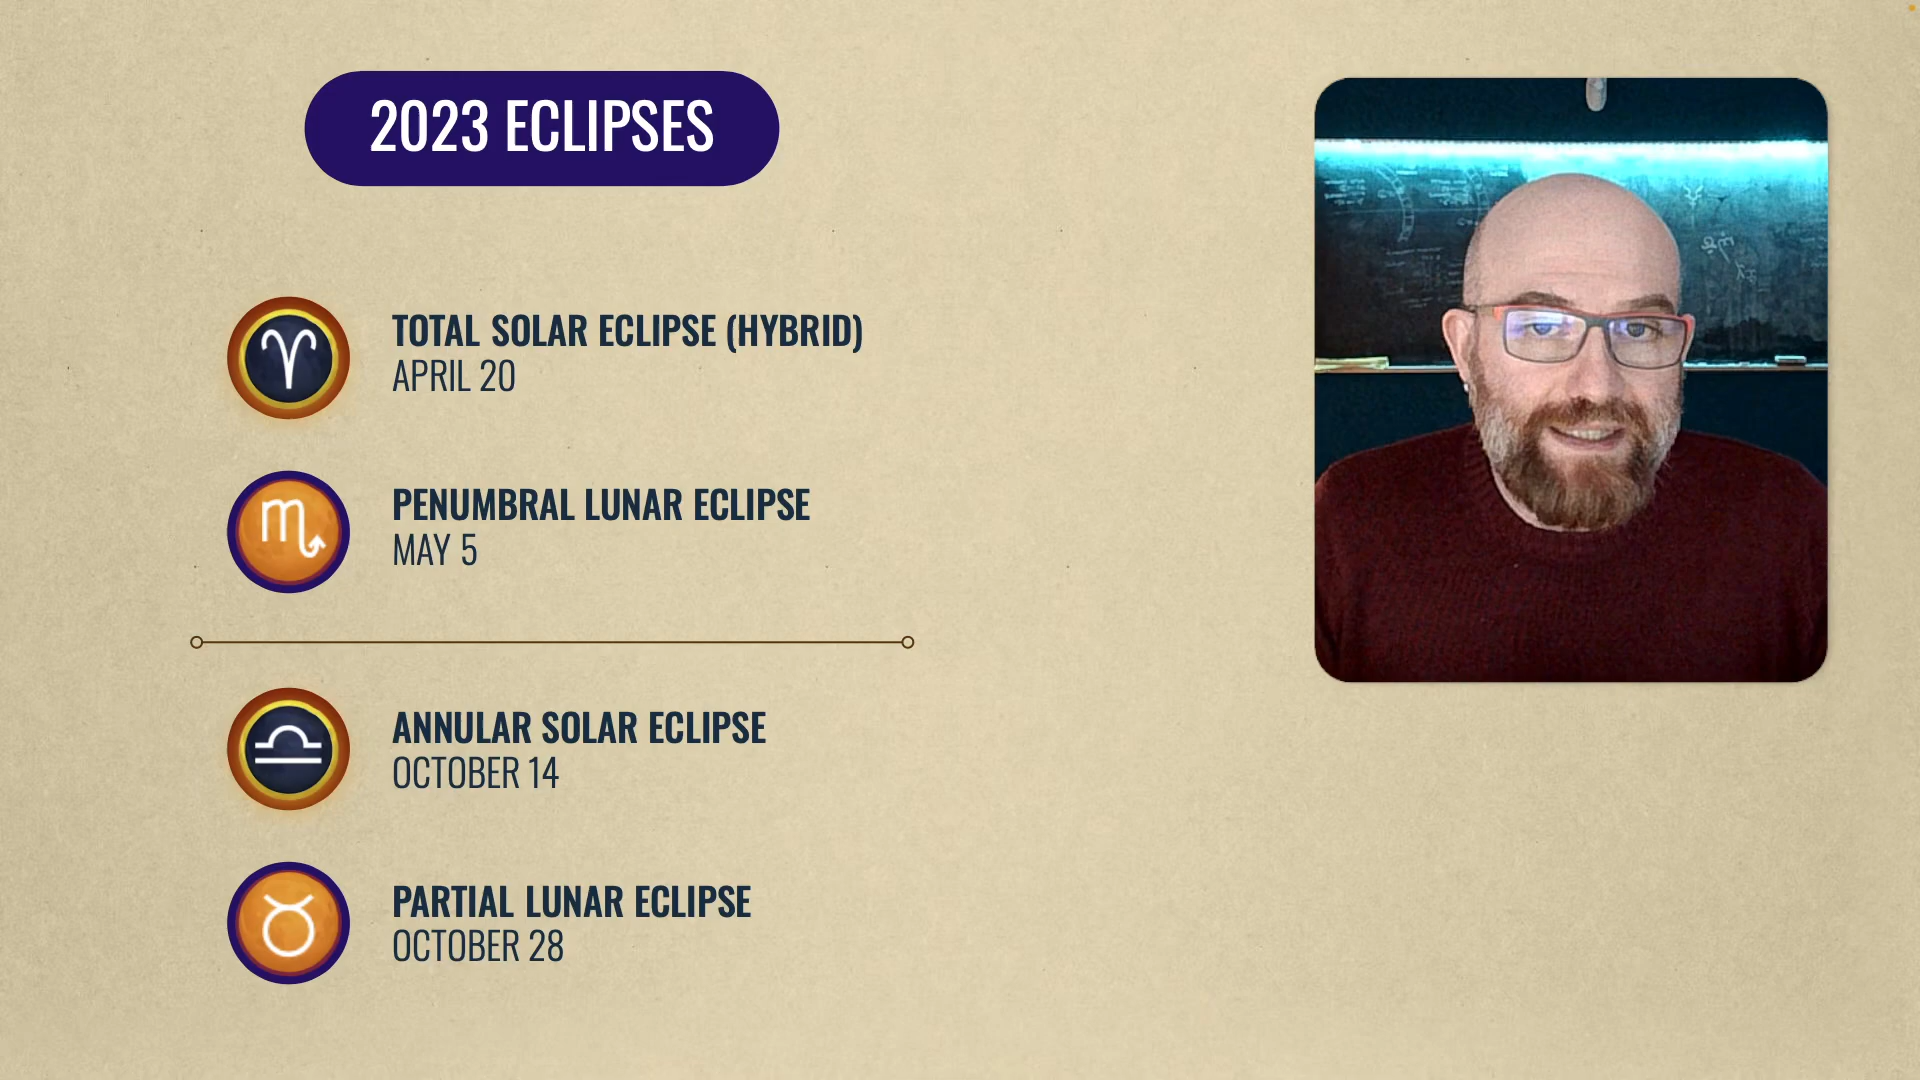 2023 ECLIPSES
TOTAL SOLAR ECLIPSE (HYBRID)
APRIL 20
PENUMBRAL LUNAR ECLIPSE
MAY 5
ANNULAR SOLAR ECLIPSE
OCTOBER 14
PARTIAL LUNAR ECLIPSE
OCTOBER 28